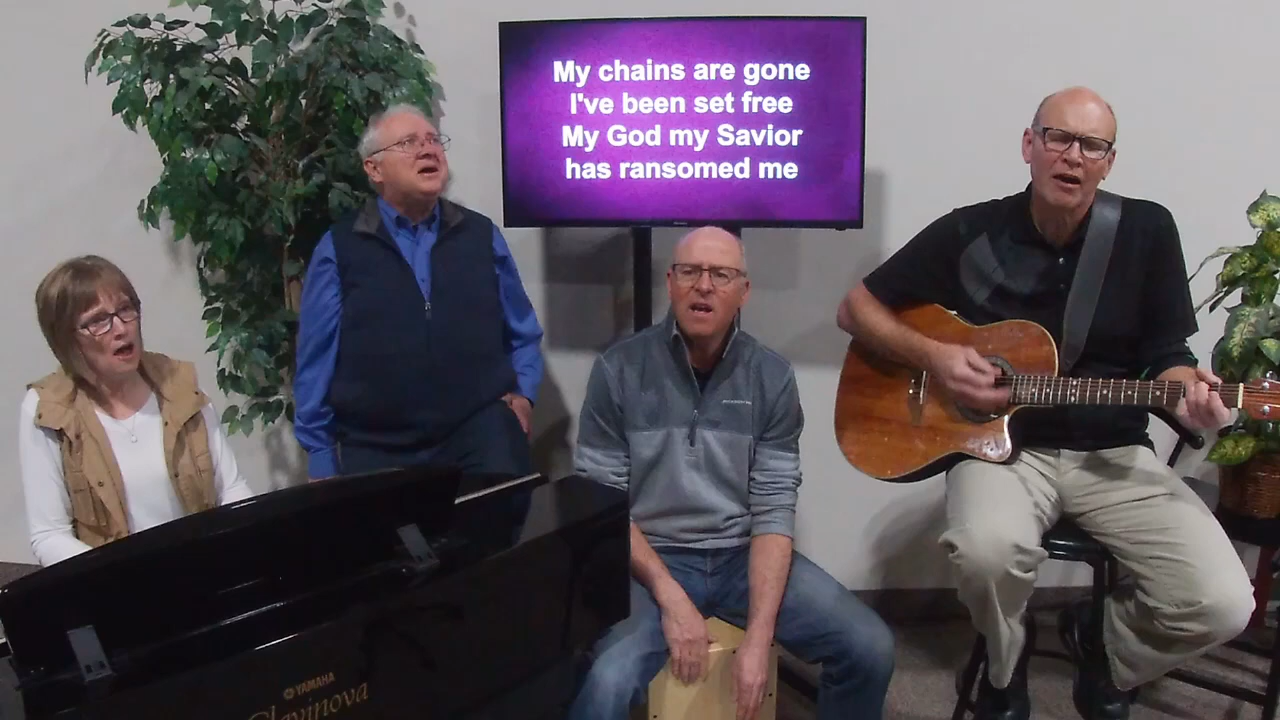 My chains are gone
I've been set free
My God my Savior
has ransomed me
YAMAHA
Clavinova